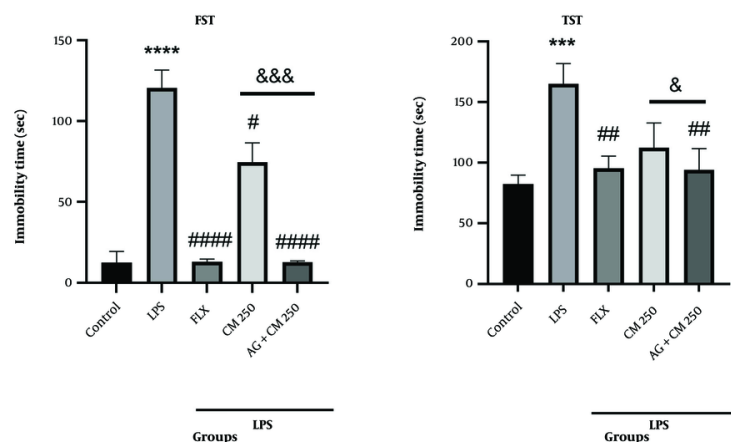 FST
Immobility time (sec)
150
100
50
0
****
####
#
&&&
####
Control
LPS
FLX
CM 250
AG + CM 250
LPS
Groups
TST
Immobility time (sec)
200
150
100
50
0
***
##
&
##
Control
LPS
FLX
CM 250
AG + CM 250
LPS
Groups